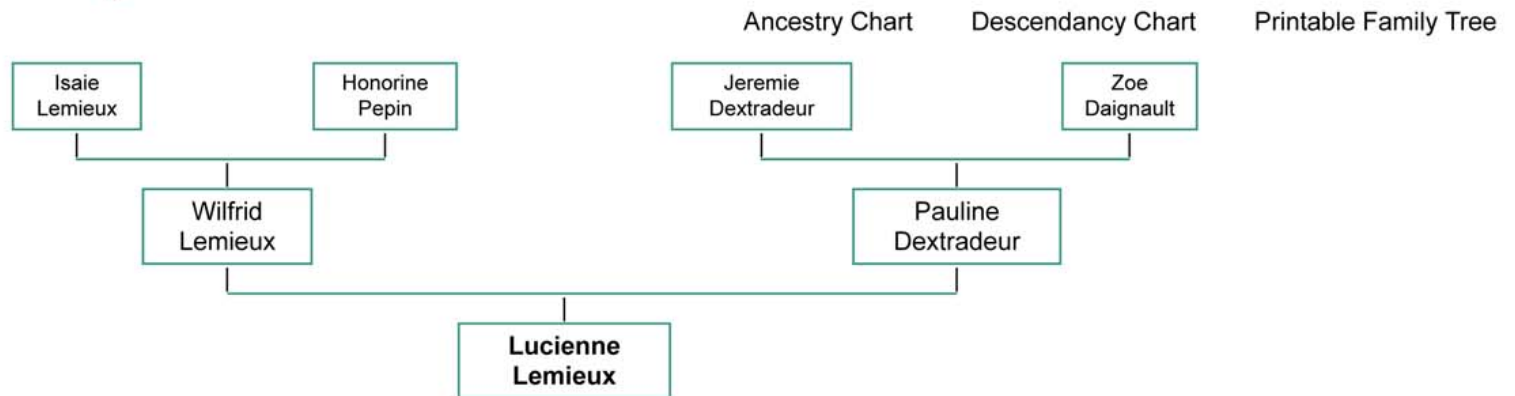 Ancestry Chart Descendancy Chart Printable Family Tree
Isaie
Lemieux
Honorine
Pepin
Jeremie
Dextradeur
Zoe
Daignault
Wilfrid
Lemieux
Pauline
Dextradeur
Lucienne
Lemieux